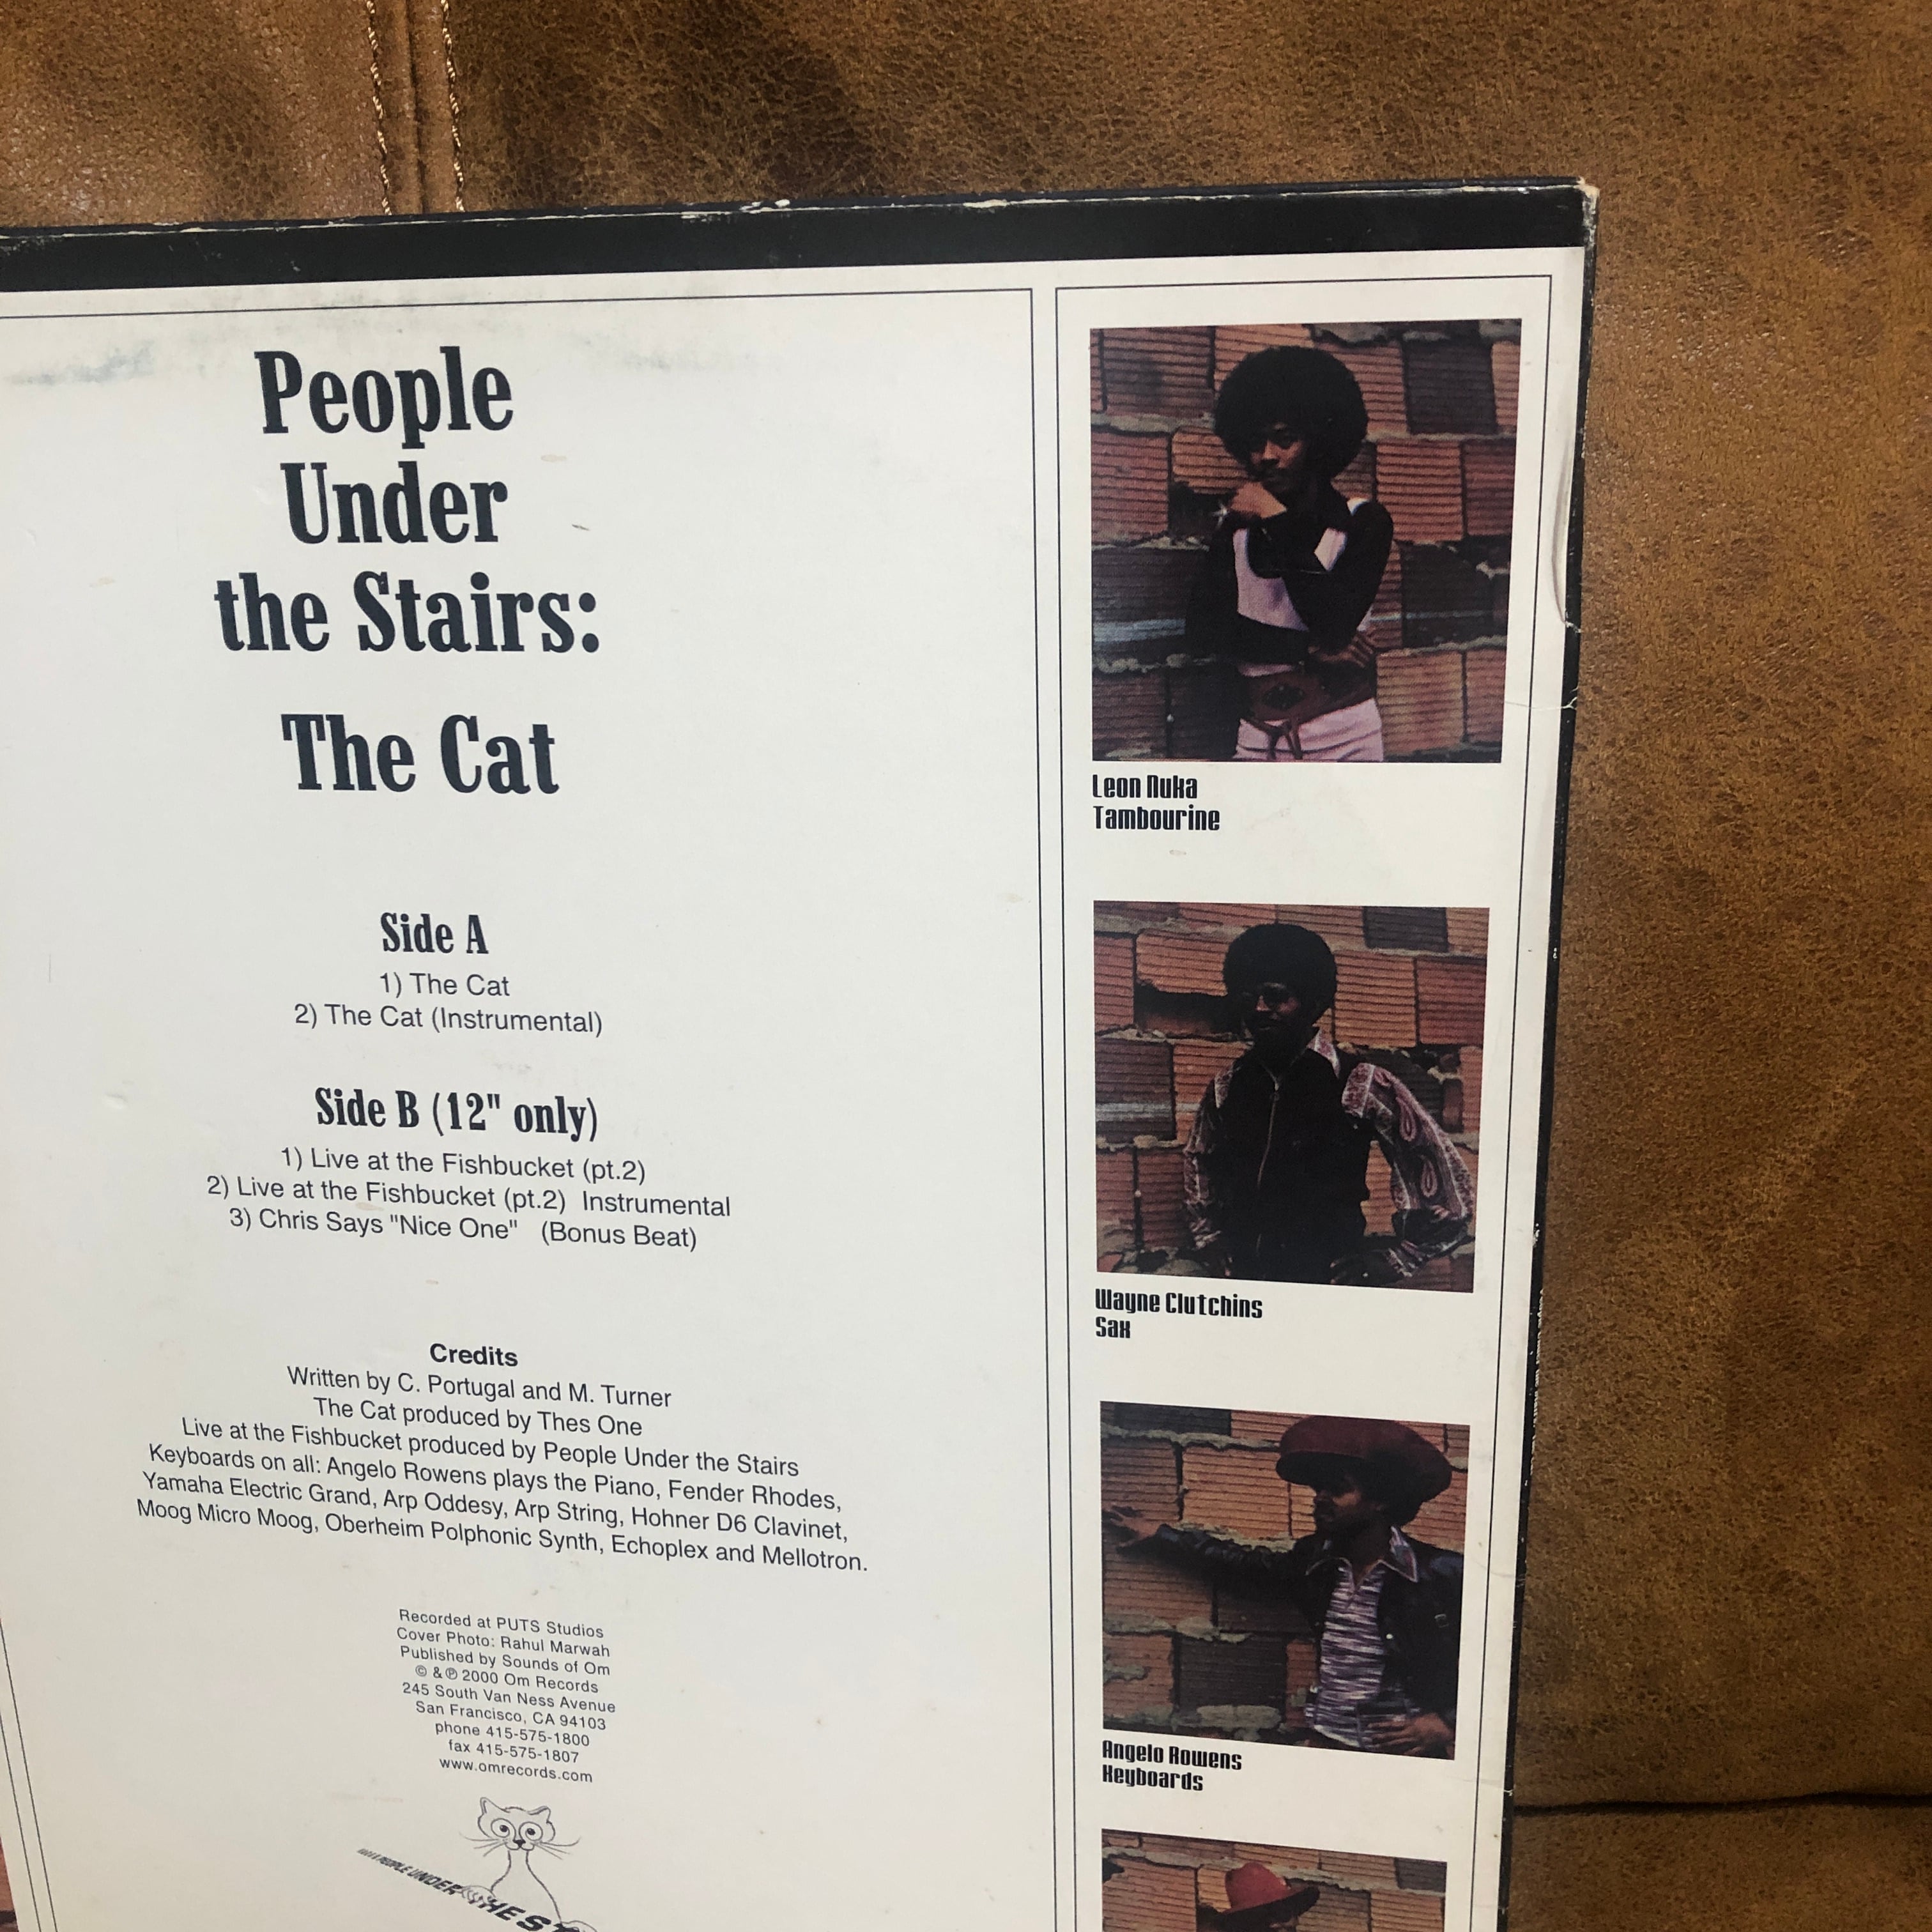 People
Under
the Stairs:
The Cat
Side A
1) The Cat
2) The Cat (Instrumental)
Side B (12" only)
1) Live at the Fishbucket (pt.2)
2) Live at the Fishbucket (pt.2) Instrumental
3) Chris Says "Nice One" (Bonus Beat)
Credits
Written by C. Portugal and M. Turner
The Cat produced by Thes One
Live at the Fishbucket produced by People Under the Stairs
Keyboards on all: Angelo Rowens plays the Piano, Fender Rhodes,
Yamaha Electric Grand, Arp Oddesy, Arp String, Hohner D6 Clavinet,
Moog Micro Moog, Oberheim Polphonic Synth, Echoplex and Mellotron.
Recorded at PUTS Studios
Cover Photo: Rahul Marwah
Published by Sounds of Om
© & ℗ 2000 Om Records
245 South Van Ness Avenue
San Francisco, CA 94103
phone 415-575-1800
fax 415-575-1807
www.omrecords.com
PEOPLE UNDER THE ST
Leon Nuka
Tambourine
Wayne Clutchins
Sax
Angelo Rowens
Keyboards